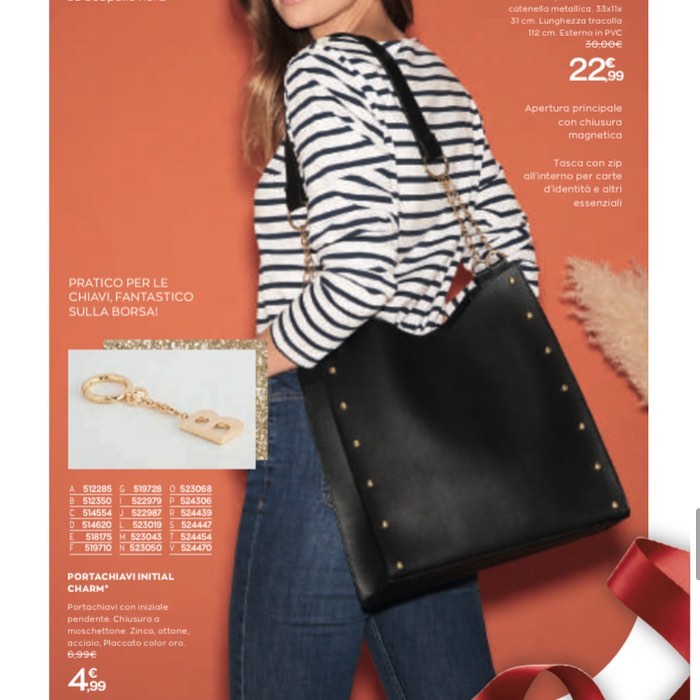 catenella metallica. 33x11x
31 cm. Lunghezza tracolla
112 cm. Esterno in PVC
30,00€
22,99€
Apertura principale
con chiusura
magnetica
Tasca con zip
all'interno per carte
d'identità e altri
essenziali
PRATICO PER LE
CHIAVI, FANTASTICO
SULLA BORSA!
A 512285 G 519728 O 523068
B 512350 I 522979 P 524306
C 514554 J 522987 R 524439
D 514620 L 523019 S 524447
E 518175 M 523043 T 524454
F 519710 N 523050 V 524470
PORTACHIAVI INITIAL
CHARM*
Portachiavi con iniziale
pendente. Chiusura a
moschettone. Zinco, ottone,
acciaio, Placcato color oro.
6,99€
4,99€